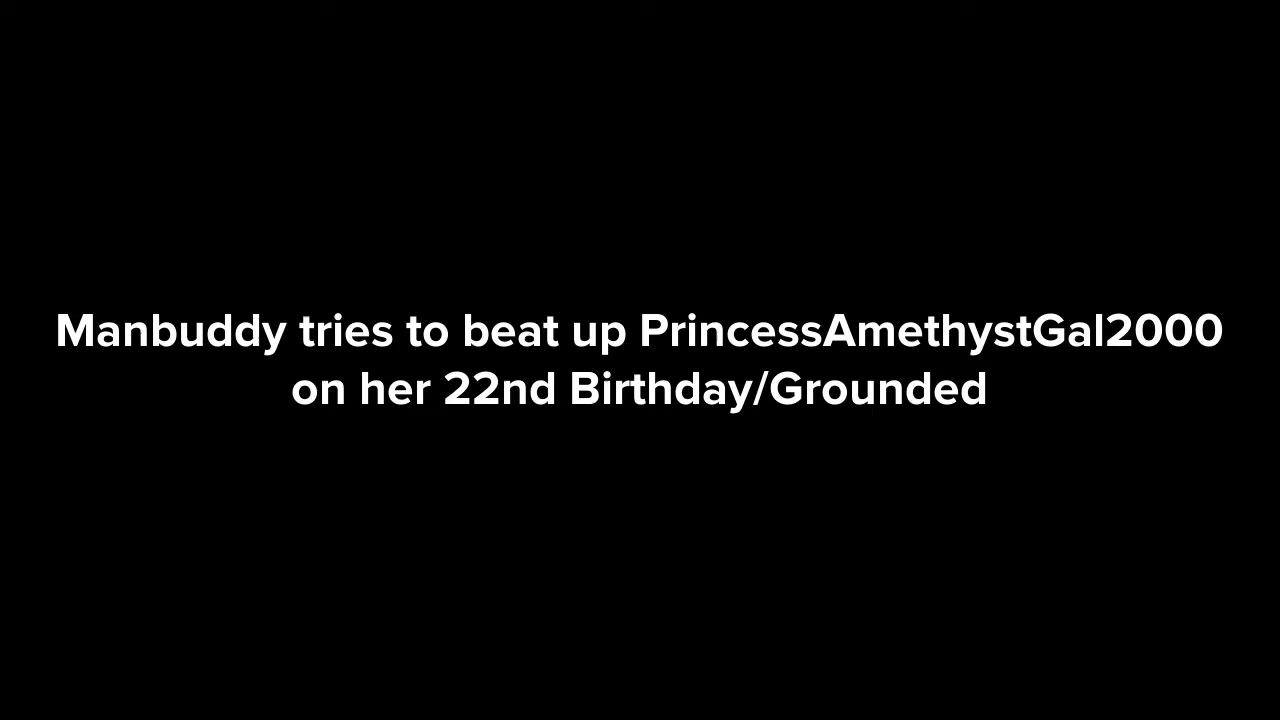 Manbuddy tries to beat up PrincessAmethystGal2000
on her 22nd Birthday/Grounded